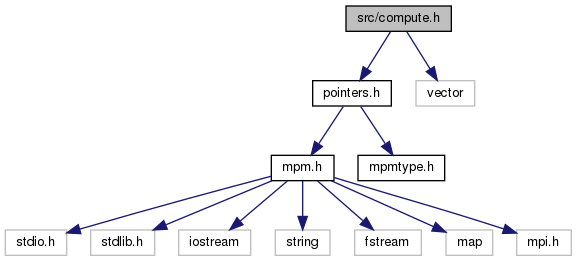 src/compute.h
pointers.h
vector
mpm.h
mpmtype.h
stdio.h
stdlib.h
iostream
string
fstream
map
mpi.h